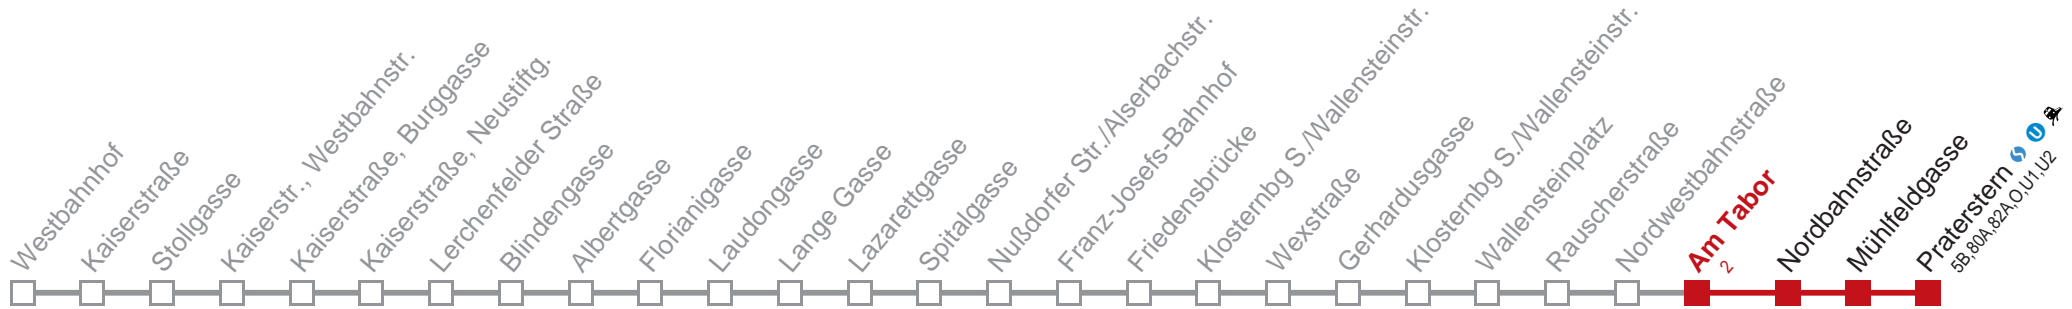 Westbahnhof
Kaiserstraße
Stollgasse
Kaiserstr., Westbahnstr.
Kaiserstraße, Burggasse
Kaiserstraße, Neustiftg.
Lerchenfelder Straße
Blindengasse
Albertgasse
Florianigasse
Laudongasse
Lange Gasse
Lazarettgasse
Spitalgasse
Nußdorfer Str./Alserbachstr.
Franz-Josefs-Bahnhof
Friedensbrücke
Klosternbg S./Wallensteinstr.
Wexstraße
Gerhardusgasse
Klosternbg S./Wallensteinstr.
Wallensteinplatz
Rauscherstraße
Nordwestbahnstraße
Am Tabor
2
Nordbahnstraße
Mühlfeldgasse
Praterstern S U
5B,80A,82A,O,U1,U2